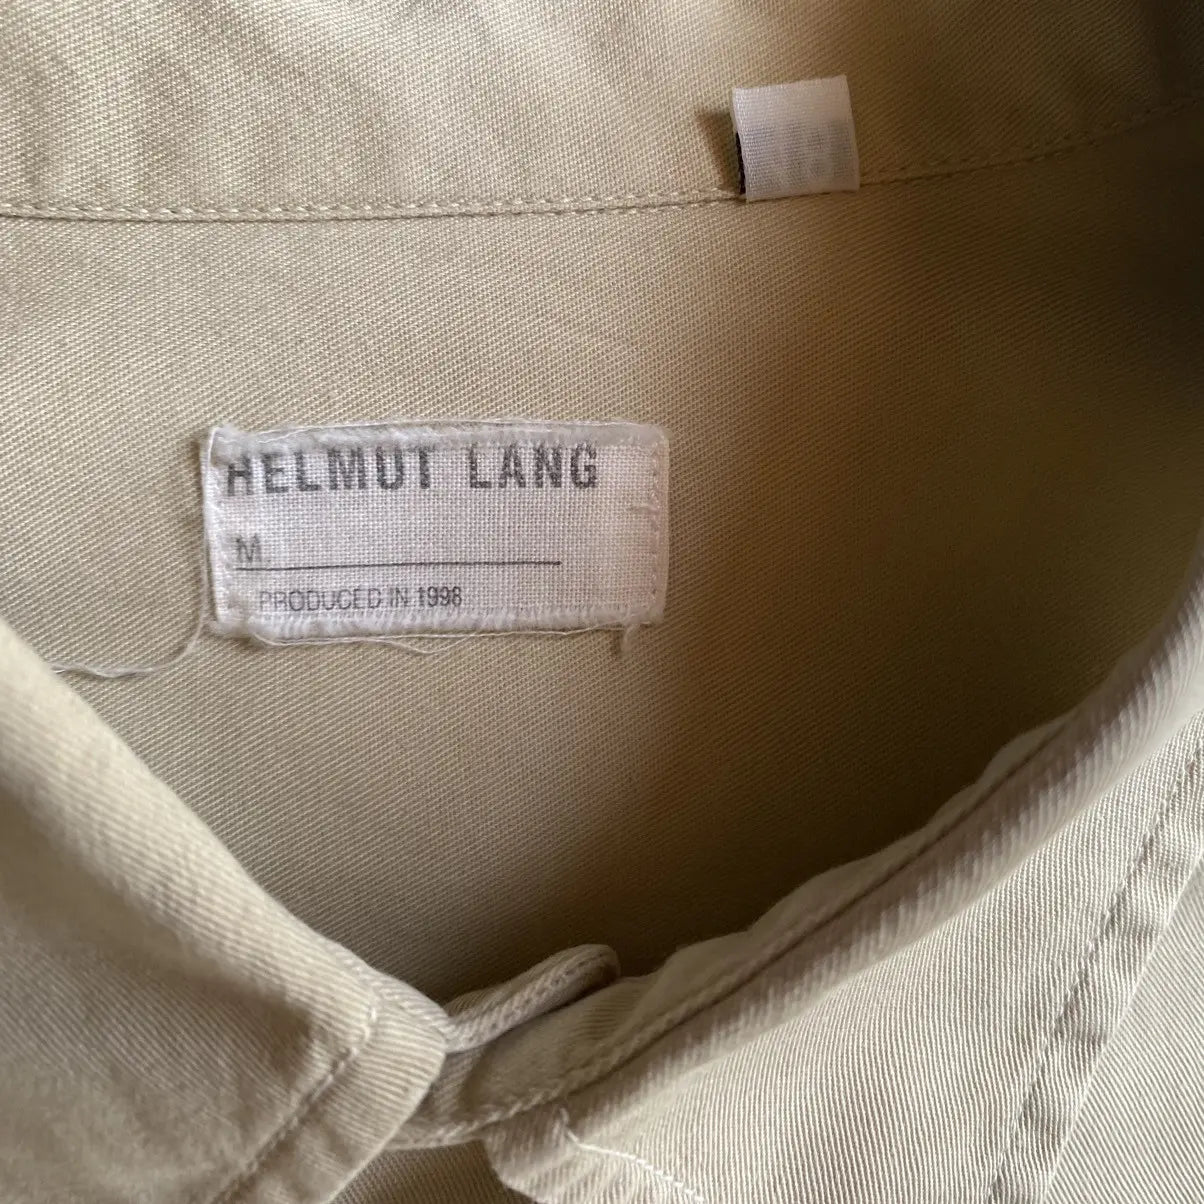 HELMUT LANG
M.
PRODUCED IN 1998